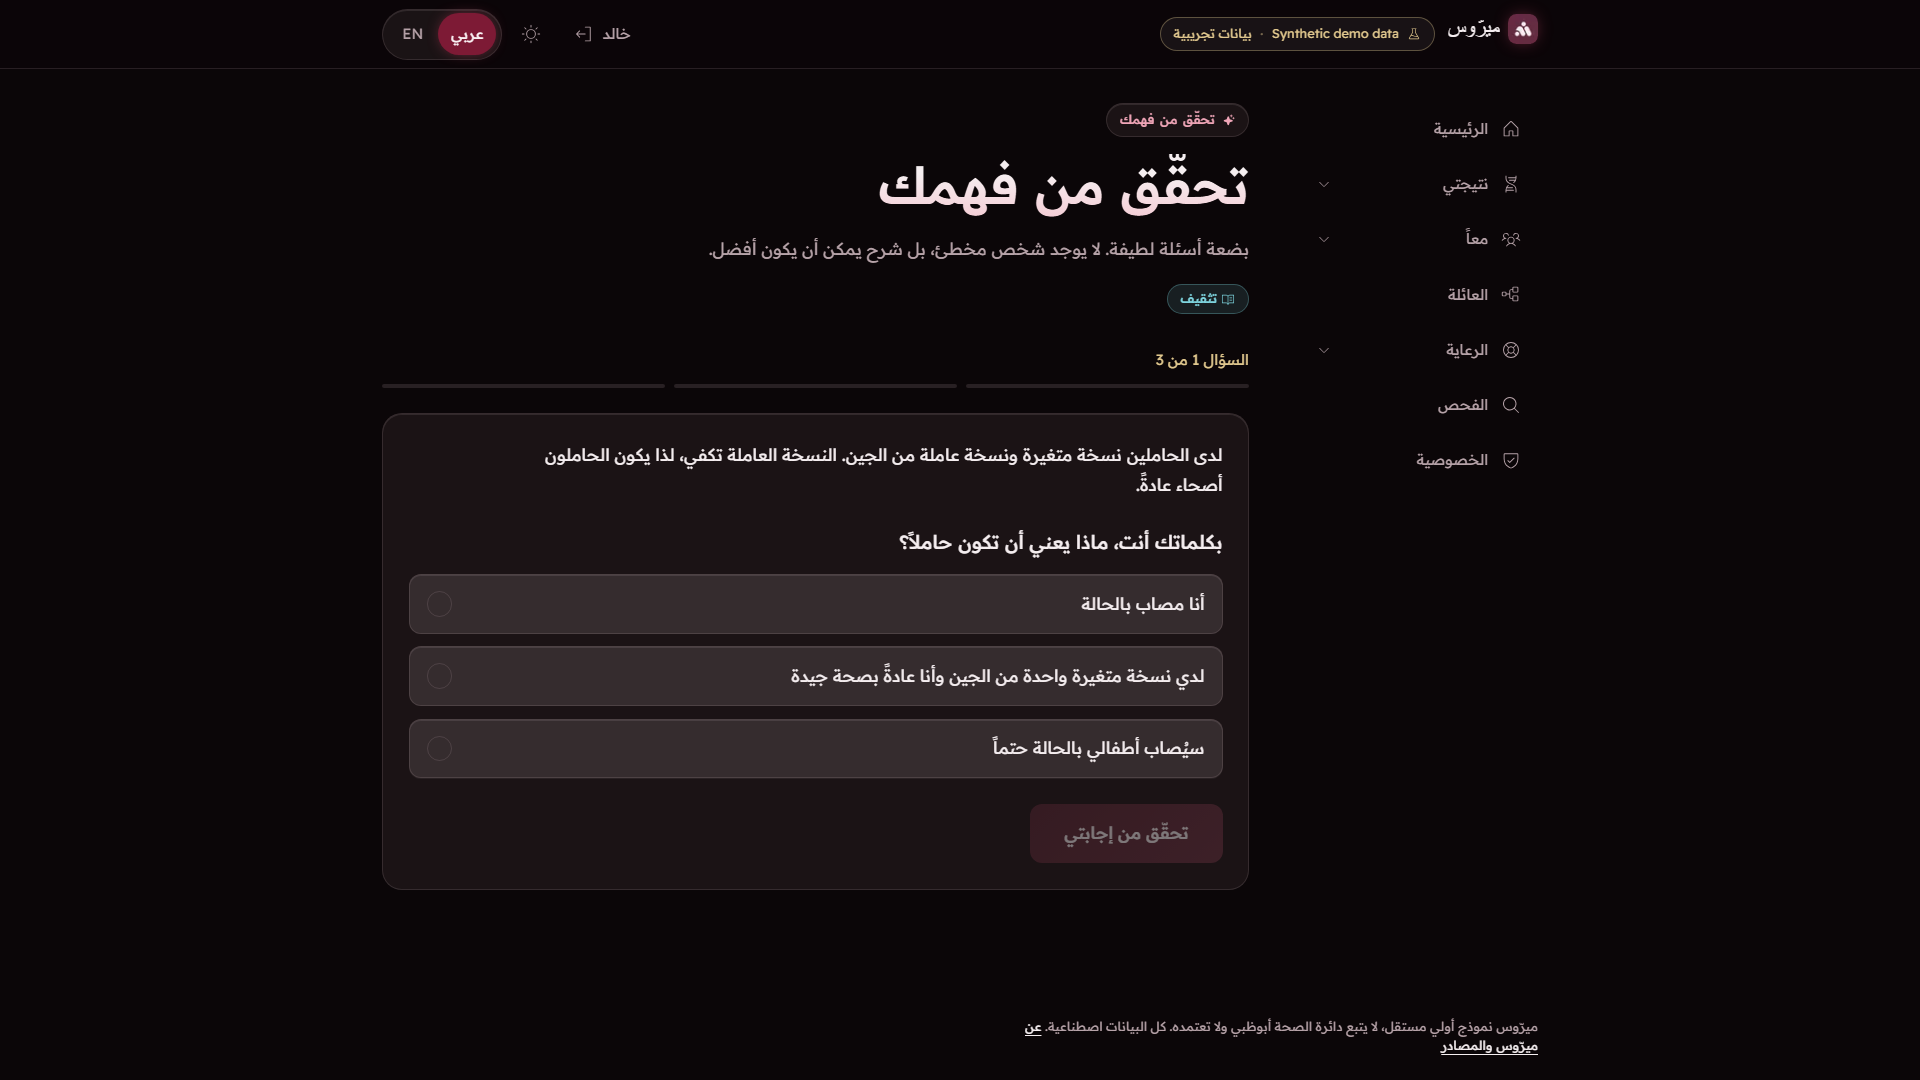 ميرّوس
Synthetic demo data · بيانات تجريبية
خالد
عربي
EN
الرئيسية
نتيجتي
معاً
العائلة
الرعاية
الفحص
الخصوصية
تحقّق من فهمك
تحقّق من فهمك
بضعة أسئلة لطيفة. لا يوجد شخص مخطئ، بل شرح يمكن أن يكون أفضل.
تثقيف
السؤال 1 من 3
لدى الحاملين نسخة متغيرة ونسخة عاملة من الجين. النسخة العاملة تكفي، لذا يكون الحاملون
أصحاء عادةً.
بكلماتك أنت، ماذا يعني أن تكون حاملاً؟
أنا مصاب بالحالة
لدي نسخة متغيرة واحدة من الجين وأنا عادةً بصحة جيدة
سيُصاب أطفالي بالحالة حتماً
تحقّق من إجابتي
ميرّوس نموذج أولي مستقل، لا يتبع دائرة الصحة أبوظبي ولا تعتمده. كل البيانات اصطناعية. عن
ميرّوس والمصادر